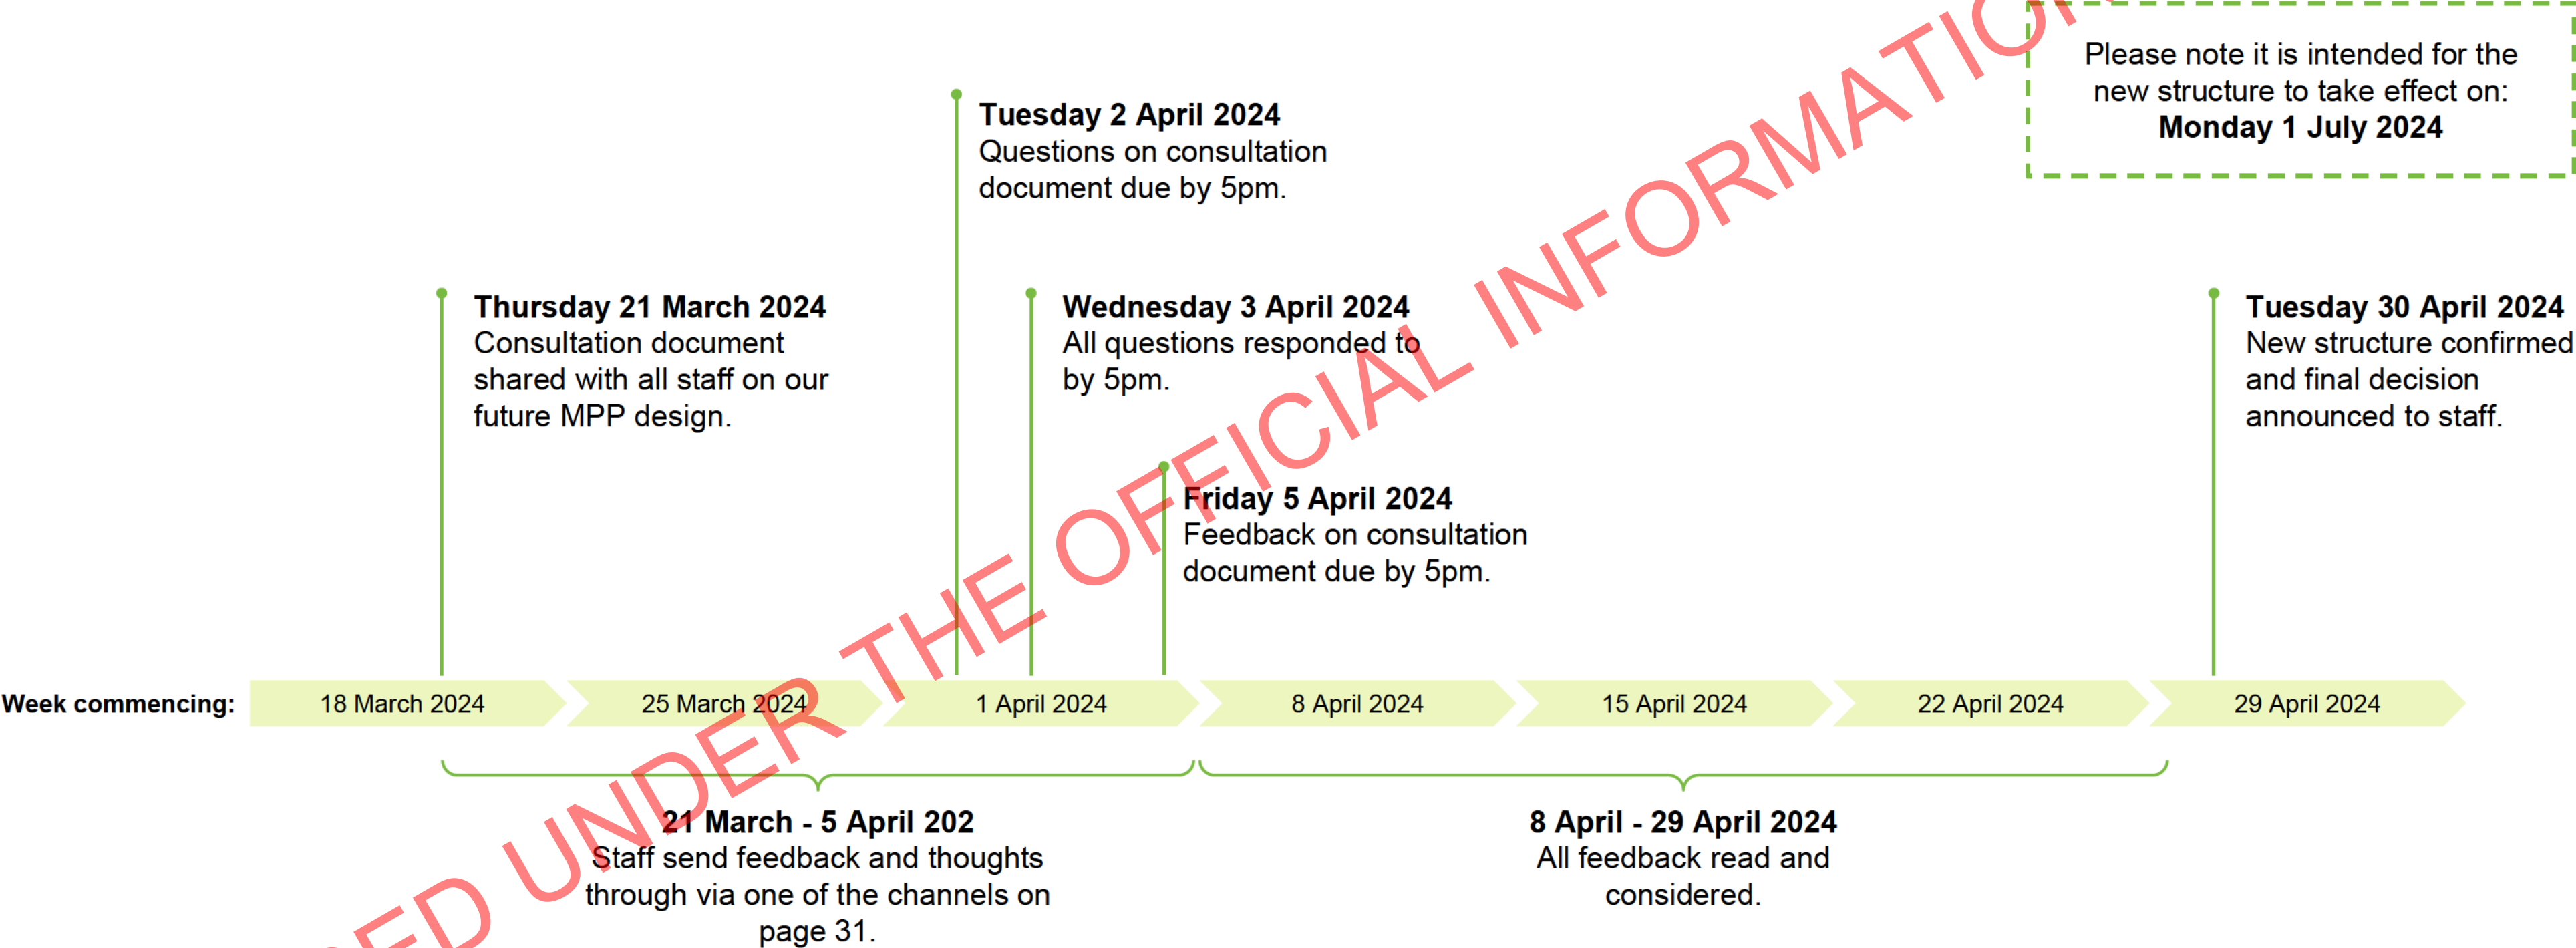 Please note it is intended for the
new structure to take effect on:
Monday 1 July 2024
Tuesday 2 April 2024
Questions on consultation
document due by 5pm.
Thursday 21 March 2024
Consultation document
shared with all staff on our
future MPP design.
Wednesday 3 April 2024
All questions responded to
by 5pm.
Tuesday 30 April 2024
New structure confirmed
and final decision
announced to staff.
Friday 5 April 2024
Feedback on consultation
document due by 5pm.
Week commencing:
18 March 2024
25 March 2024
1 April 2024
8 April 2024
15 April 2024
22 April 2024
29 April 2024
21 March - 5 April 202
Staff send feedback and thoughts
through via one of the channels on
page 31.
8 April - 29 April 2024
All feedback read and
considered.
UNDER THE OFFICIAL INFORMATION